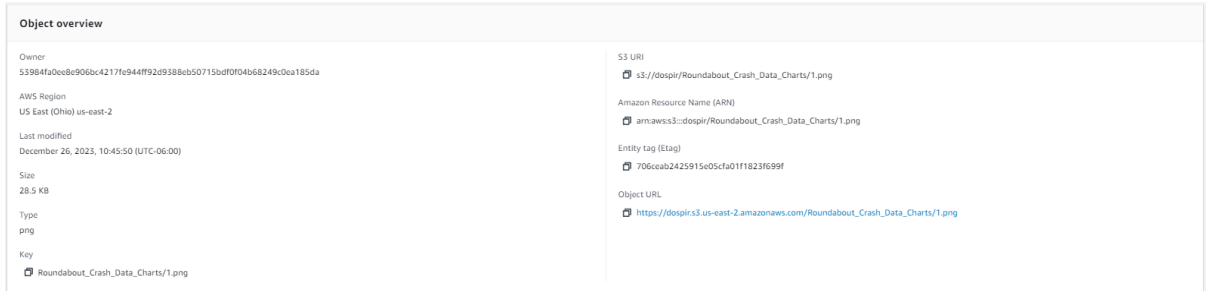 Object overview
Owner
53984fa0ee8e906bc4217fe944ff92d9388eb50715bdf0f04b68249c0ea185da
AWS Region
US East (Ohio) us-east-2
Last modified
December 26, 2023, 10:45:50 (UTC-06:00)
Size
28.5 KB
Type
png
Key
Roundabout_Crash_Data_Charts/1.png
S3 URI
s3://dospir/Roundabout_Crash_Data_Charts/1.png
Amazon Resource Name (ARN)
arn:aws:s3:::dospir/Roundabout_Crash_Data_Charts/1.png
Entity tag (Etag)
706ceab2425915e05cfa01f1823f699f
Object URL
https://dospir.s3.us-east-2.amazonaws.com/Roundabout_Crash_Data_Charts/1.png